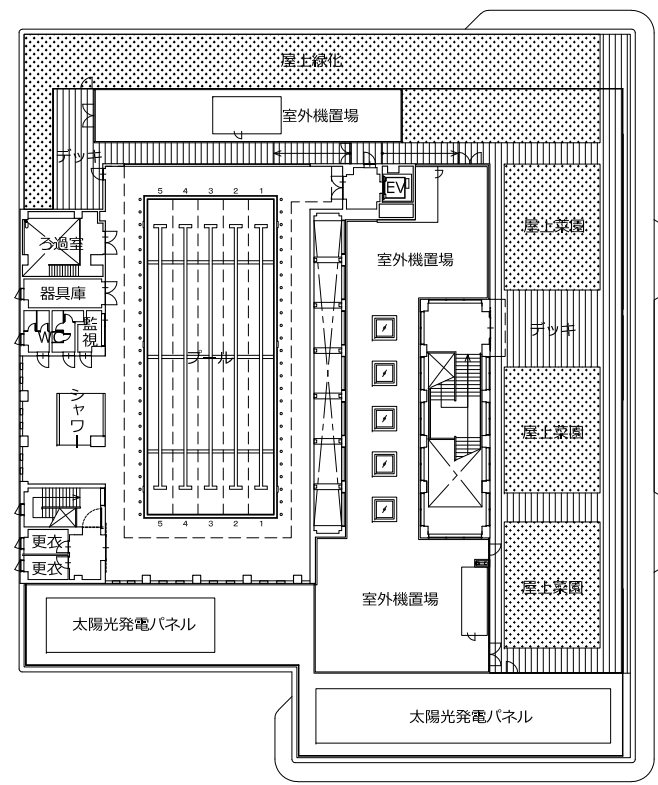 屋上緑化
室外機置場
デッキ
EV
5 4 3 2 1
ろ過室
屋上菜園
室外機置場
器具庫
監視
WC
デッキ
プール
シャワー
屋上菜園
5 4 3 2 1
更衣
更衣
屋上菜園
室外機置場
太陽光発電パネル
太陽光発電パネル